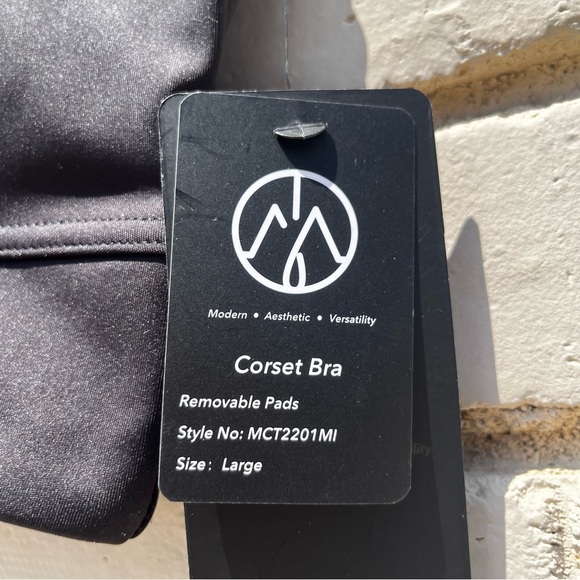 Modern • Aesthetic • Versatility
Corset Bra
Removable Pads
Style No: MCT2201MI
Size: Large